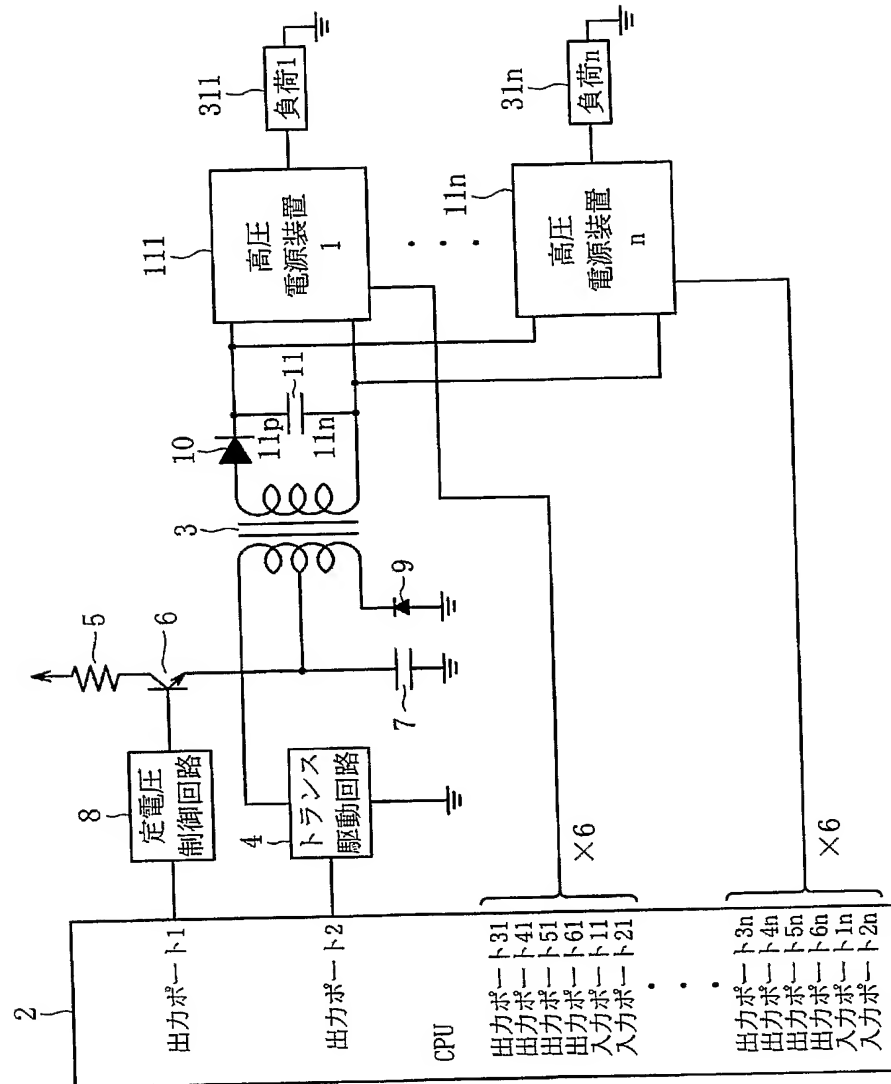 2
出力ポート1
出力ポート2
CPU
出力ポート31
出力ポート41
出力ポート51
出力ポート61
入力ポート11
入力ポート21
・・・
出力ポート3n
出力ポート4n
出力ポート5n
出力ポート6n
入力ポート1n
入力ポート2n
×6
×6
8
定電圧
制御回路
4
トランス
駆動回路
5
6
7
9
3
10
11p
11n
11
111
高圧
電源装置
1
・・・
11n
高圧
電源装置
n
311
負荷1
31n
負荷n